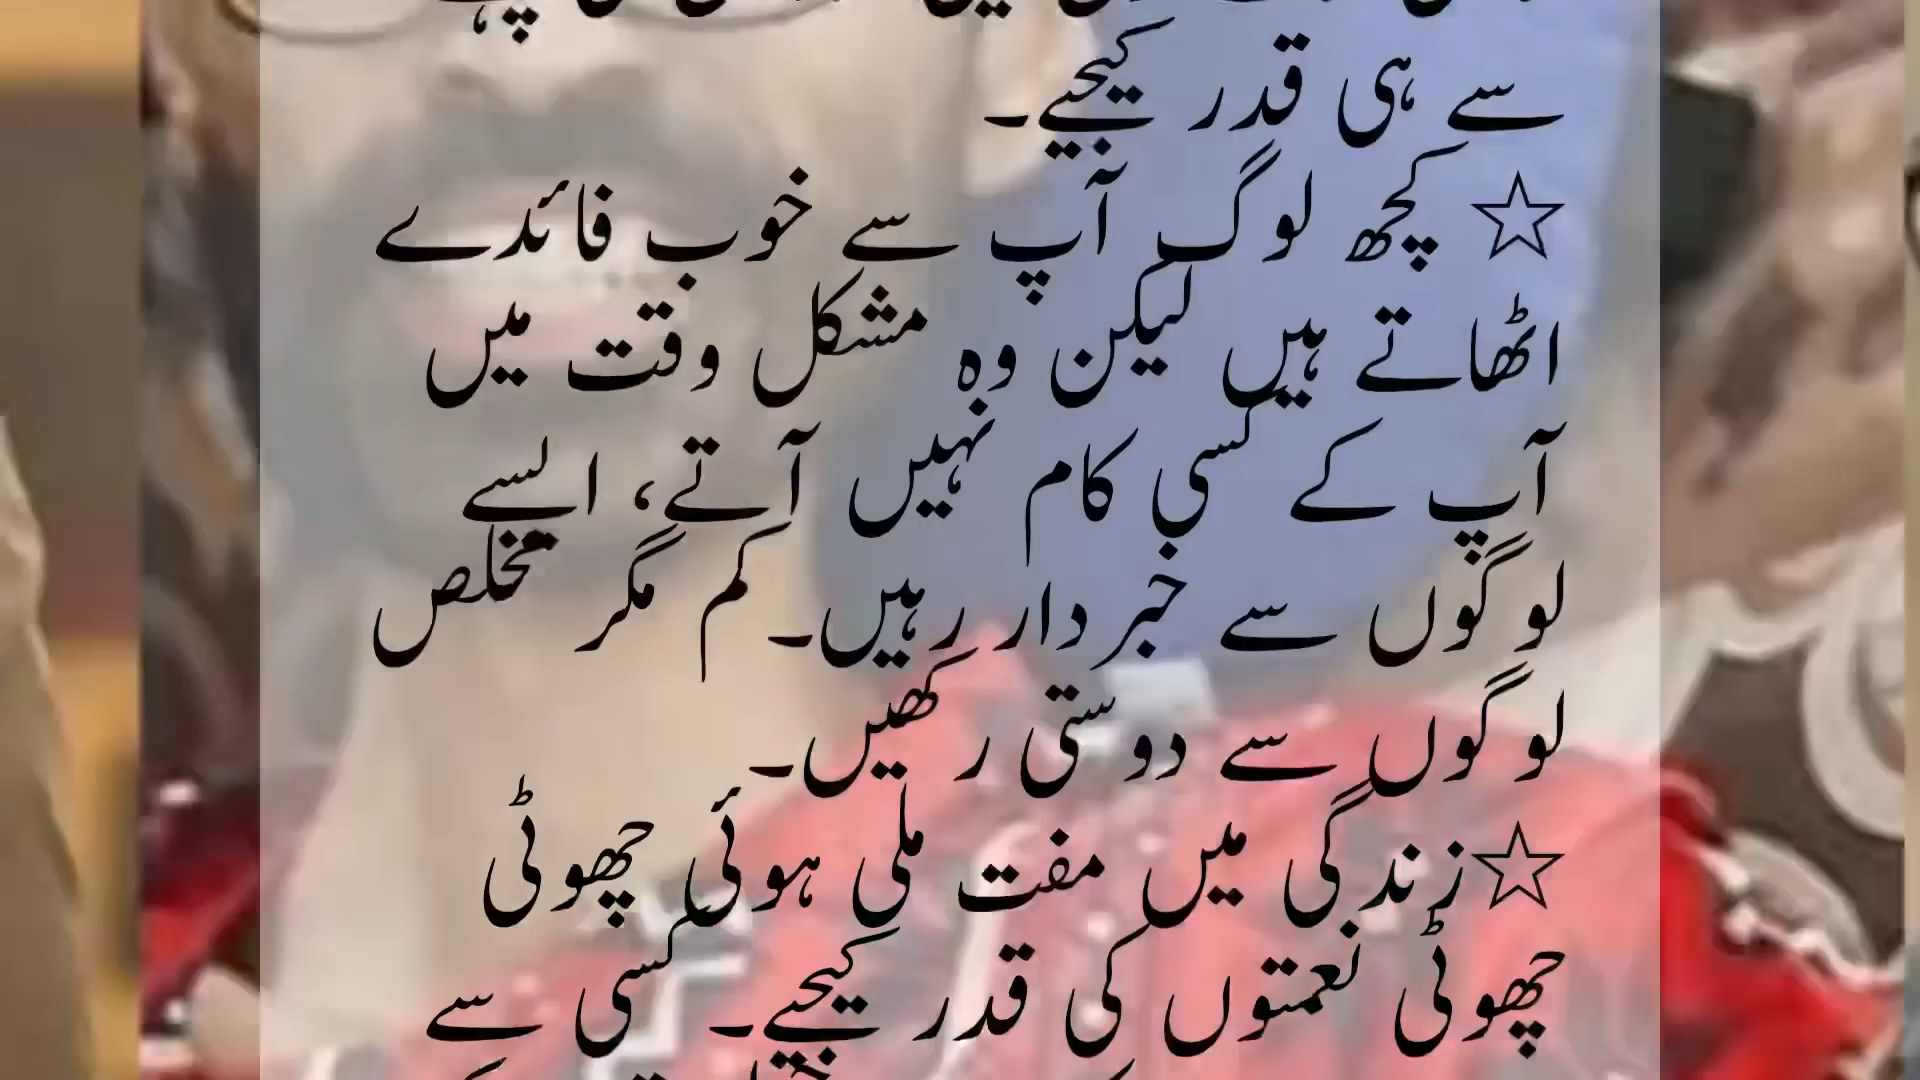 سے ہی قدر کیجیے۔
☆ کچھ لوگ آپ سے خوب فائدے
اٹھاتے ہیں لیکن وہ مشکل وقت میں
آپ کے کسی کام نہیں آتے، ایسے
لوگوں سے خبردار رہیں۔ کم مگر مخلص
لوگوں سے دوستی رکھیں۔
☆زندگی میں مفت ملی ہوئی چھوٹی
چھوٹی نعمتوں کی قدر کیجیے۔ کسی سے